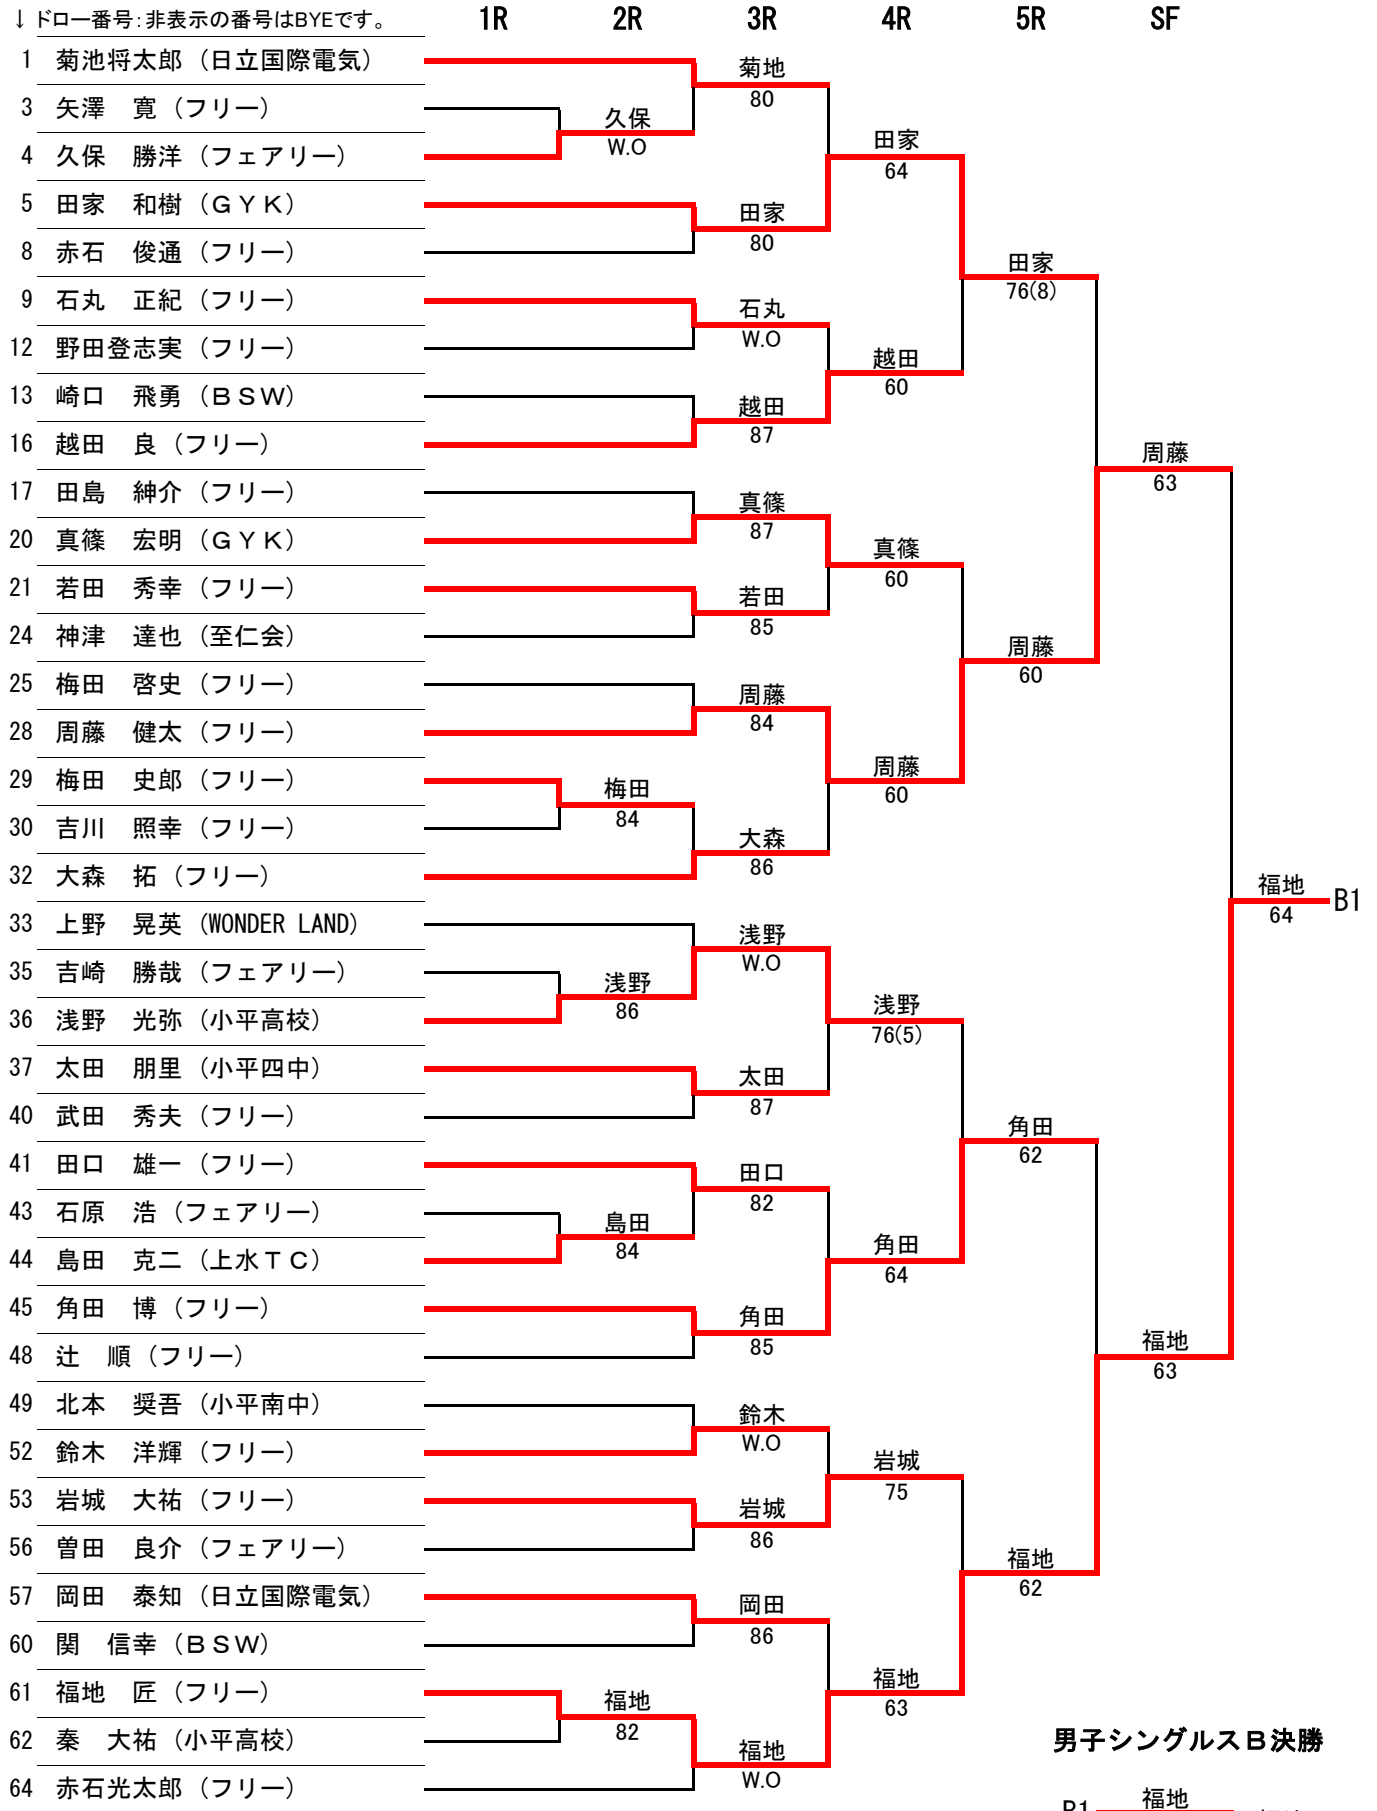 ↓ドロー番号：非表示の番号はBYEです。 1R 2R 3R 4R 5R SF
1 菊池将太郎（日立国際電気）
3 矢澤　寛（フリー）
4 久保　勝洋（フェアリー）
5 田家　和樹（ＧＹＫ）
8 赤石　俊通（フリー）
9 石丸　正紀（フリー）
12 野田登志実（フリー）
13 崎口　飛勇（ＢＳＷ）
16 越田　良（フリー）
17 田島　紳介（フリー）
20 真篠　宏明（ＧＹＫ）
21 若田　秀幸（フリー）
24 神津　達也（至仁会）
25 梅田　啓史（フリー）
28 周藤　健太（フリー）
29 梅田　史郎（フリー）
30 吉川　照幸（フリー）
32 大森　拓（フリー）
33 上野　晃英（WONDER LAND）
35 吉崎　勝哉（フェアリー）
36 浅野　光弥（小平高校）
37 太田　朋里（小平四中）
40 武田　秀夫（フリー）
41 田口　雄一（フリー）
43 石原　浩（フェアリー）
44 島田　克二（上水ＴＣ）
45 角田　博（フリー）
48 辻　順（フリー）
49 北本　奨吾（小平南中）
52 鈴木　洋輝（フリー）
53 岩城　大祐（フリー）
56 曽田　良介（フェアリー）
57 岡田　泰知（日立国際電気）
60 関　信幸（ＢＳＷ）
61 福地　匠（フリー）
62 秦　大祐（小平高校）
64 赤石光太郎（フリー）
久保
W.O
梅田
84
浅野
86
島田
84
福地
82
菊地
80
田家
80
石丸
W.O
越田
87
真篠
87
若田
85
周藤
84
大森
86
浅野
W.O
太田
87
田口
82
角田
85
鈴木
W.O
岩城
86
岡田
86
福地
W.O
田家
64
越田
60
真篠
60
周藤
60
浅野
76(5)
角田
64
岩城
75
福地
63
田家
76(8)
周藤
60
角田
62
福地
62
周藤
63
福地
63
福地
64
B1
男子シングルスＢ決勝
福地
B1